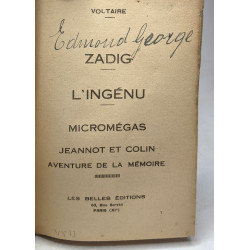 VOLTAIRE
Edmond George
ZADIG
L'INGÉNU
MICROMÉGAS
JEANNOT ET COLIN
AVENTURE DE LA MÉMOIRE
LES BELLES ÉDITIONS
PARIS